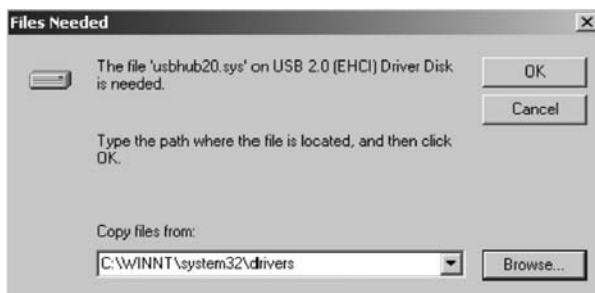 Files Needed
The file 'usbhub20.sys' on USB 2.0 (EHCI) Driver Disk
is needed.
OK
Cancel
Type the path where the file is located, and then click
OK.
Copy files from:
C:\WINNT\system32\drivers
Browse...